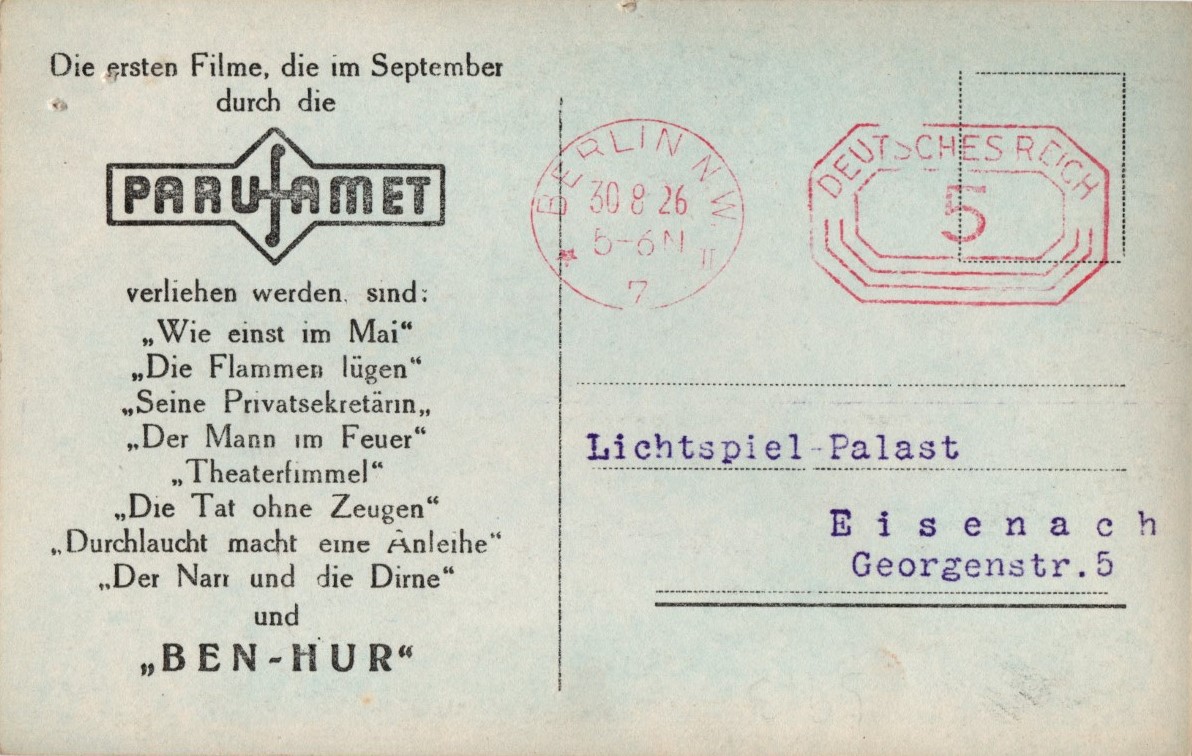 Die ersten Filme, die im September
durch die
PARUFAMET
verliehen werden, sind:
„Wie einst im Mai“
„Die Flammen lügen“
„Seine Privatsekretärin„
„Der Mann im Feuer“
„Theaterfimmel“
„Die Tat ohne Zeugen“
„Durchlaucht macht eine Anleihe“
„Der Narr und die Dirne“
und
„BEN-HUR“
BERLIN N.W.
30 8 26
5-6 N
* II
7
DEUTSCHES REICH
5
Lichtspiel-Palast
Eisenach
Georgenstr.5